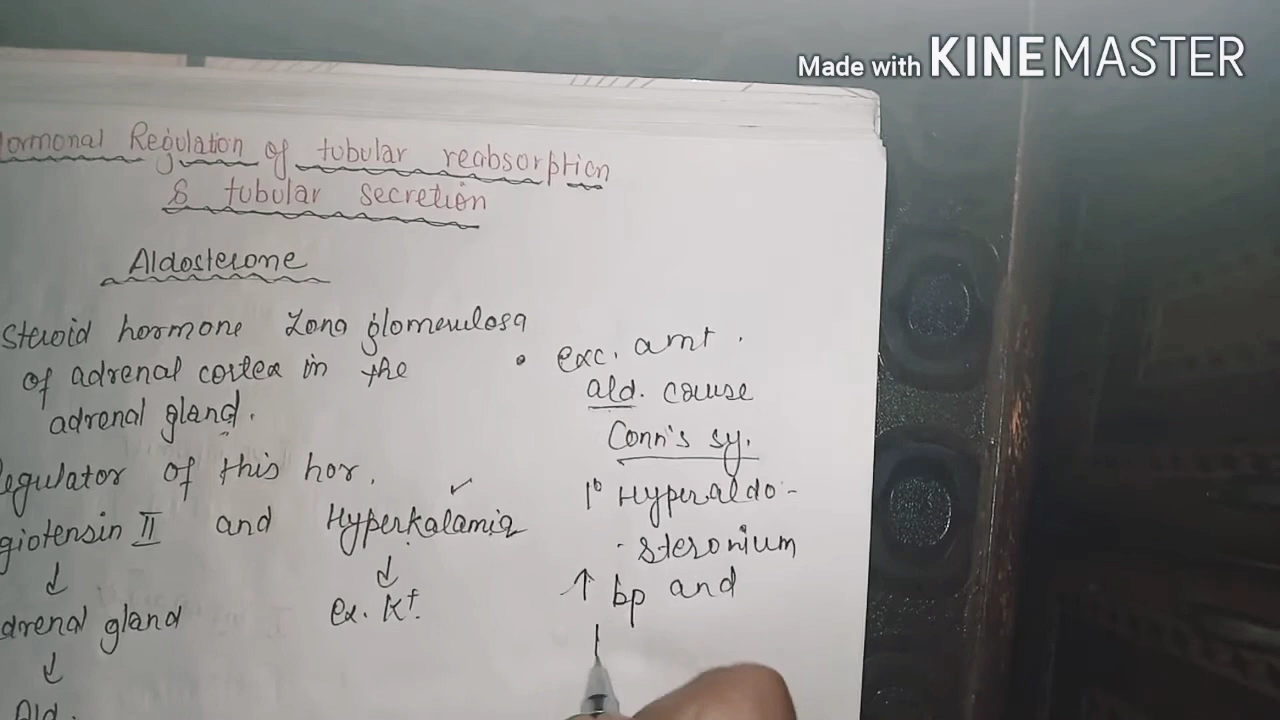 Made with KINEMASTER
ormonal Regulation of tubular reabsorption
& tubular secretion
Aldosterone
Steroid hormone Zona glomerulosa
of adrenal cortex in the
adrenal gland.
egulator of this hor.
giotensin II and Hyperkalamia
↓ ↓
drenal gland ex. K+.
↓
Ald.
• exc. amt.
ald. cause
Conn's sy.
1° Hyperaldo-
steronium
↑ bp and